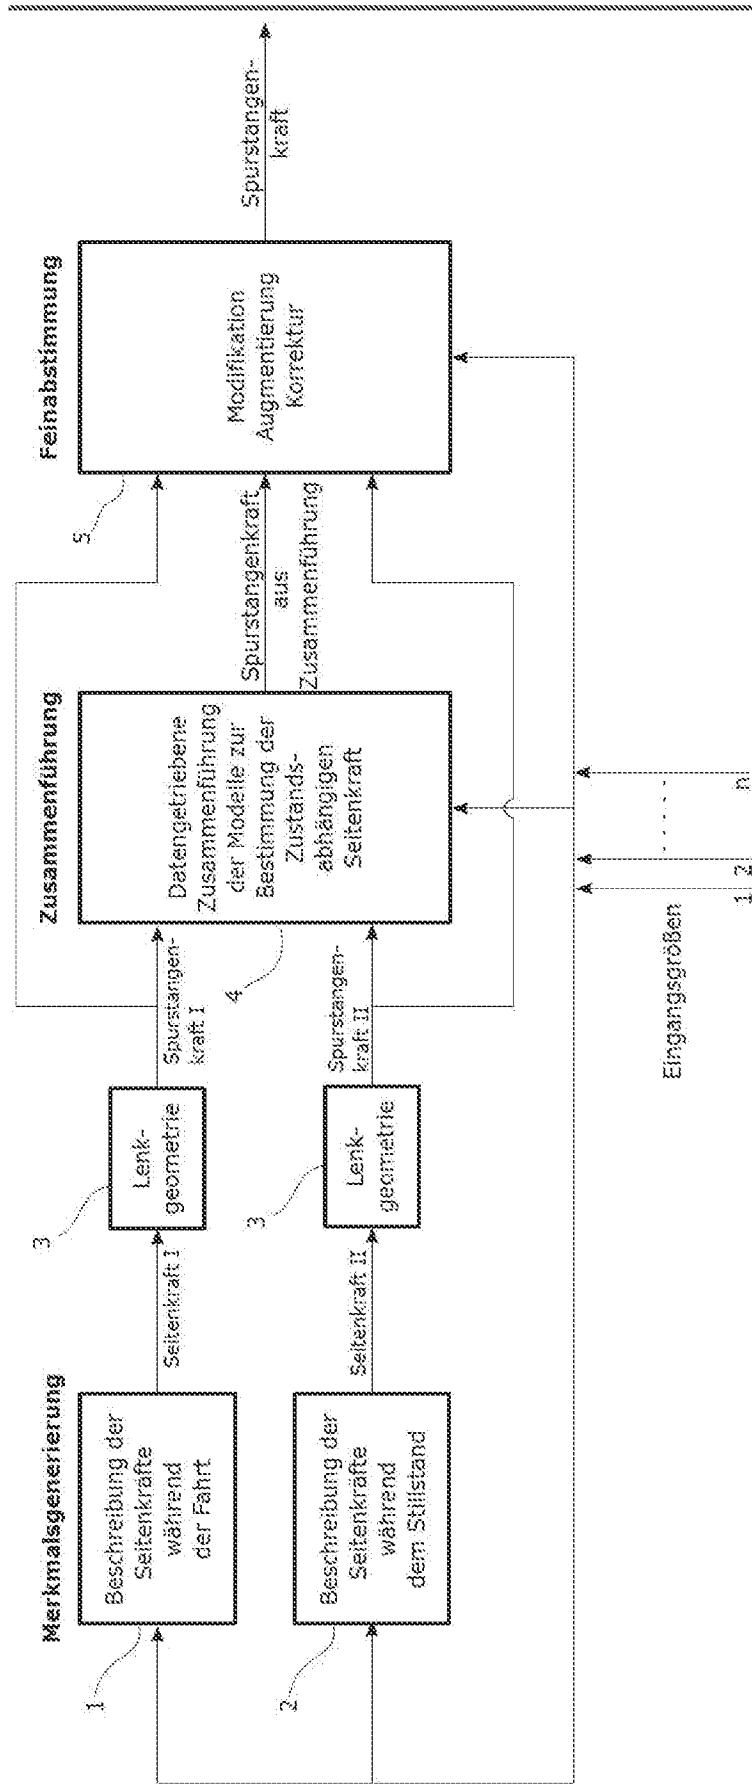 Merkmalsgenerierung
1
Beschreibung der
Seitenkräfte
während
der Fahrt
Seitenkraft I
3
Lenk-
geometrie
Spurstangen-
kraft I
2
Beschreibung der
Seitenkräfte
während
dem Stillstand
Seitenkraft II
3
Lenk-
geometrie
Spurstangen-
kraft II
Zusammenführung
4
Datengetriebene
Zusammenführung
der Modelle zur
Bestimmung der
Zustands-
abhängigen
Seitenkraft
Spurstangenkraft
aus
Zusammenführung
Feinabstimmung
5
Modifikation
Augmentierung
Korrektur
Spurstangen-
kraft
Eingangsgrößen
1 2 . . . . n